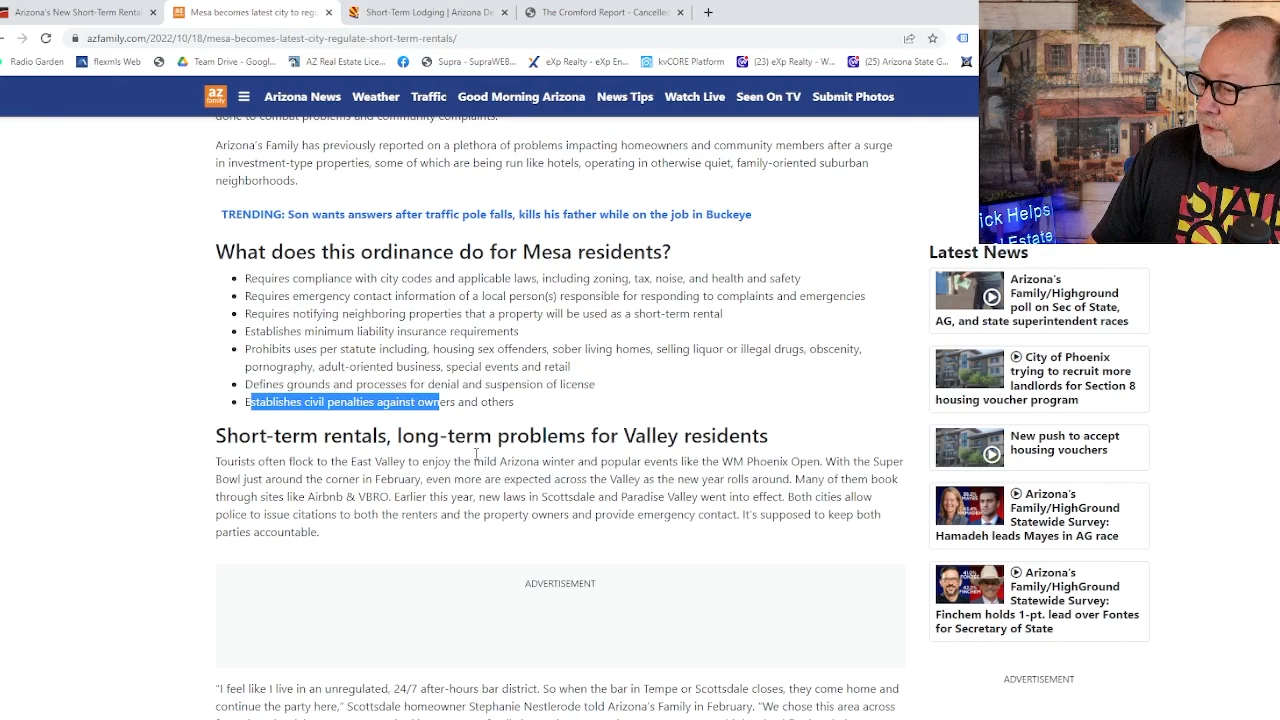 Arizona's New Short-Term Rental
Mesa becomes latest city to regu
Short-Term Lodging | Arizona De
The Cromford Report - Cancelled
azfamily.com/2022/10/18/mesa-becomes-latest-city-regulate-short-term-rentals/
Radio Garden
flexmls Web
Team Drive - Googl...
AZ Real Estate Lice...
Supra - SupraWEB...
eXp Realty - eXp En...
kvCORE Platform
(23) eXp Realty - W...
(25) Arizona State G...
az family
Arizona News
Weather
Traffic
Good Morning Arizona
News Tips
Watch Live
Seen On TV
Submit Photos
done to combat problems and community complaints.
Arizona's Family has previously reported on a plethora of problems impacting homeowners and community members after a surge
in investment-type properties, some of which are being run like hotels, operating in otherwise quiet, family-oriented suburban
neighborhoods.
TRENDING: Son wants answers after traffic pole falls, kills his father while on the job in Buckeye
What does this ordinance do for Mesa residents?
Requires compliance with city codes and applicable laws, including zoning, tax, noise, and health and safety
Requires emergency contact information of a local person(s) responsible for responding to complaints and emergencies
Requires notifying neighboring properties that a property will be used as a short-term rental
Establishes minimum liability insurance requirements
Prohibits uses per statute including, housing sex offenders, sober living homes, selling liquor or illegal drugs, obscenity,
pornography, adult-oriented business, special events and retail
Defines grounds and processes for denial and suspension of license
Establishes civil penalties against owners and others
Short-term rentals, long-term problems for Valley residents
Tourists often flock to the East Valley to enjoy the mild Arizona winter and popular events like the WM Phoenix Open. With the Super
Bowl just around the corner in February, even more are expected across the Valley as the new year rolls around. Many of them book
through sites like Airbnb & VBRO. Earlier this year, new laws in Scottsdale and Paradise Valley went into effect. Both cities allow
police to issue citations to both the renters and the property owners and provide emergency contact. It's supposed to keep both
parties accountable.
ADVERTISEMENT
"I feel like I live in an unregulated, 24/7 after-hours bar district. So when the bar in Tempe or Scottsdale closes, they come home and
continue the party here," Scottsdale homeowner Stephanie Nestlerode told Arizona's Family in February. "We chose this area across
ick Helps
l Estate
Latest News
Arizona's
Family/Highground
poll on Sec of State,
AG, and state superintendent races
City of Phoenix
trying to recruit more
landlords for Section 8
housing voucher program
New push to accept
housing vouchers
Arizona's
Family/HighGround
Statewide Survey:
Hamadeh leads Mayes in AG race
Arizona's
Family/HighGround
Statewide Survey:
Finchem holds 1-pt. lead over Fontes
for Secretary of State
ADVERTISEMENT